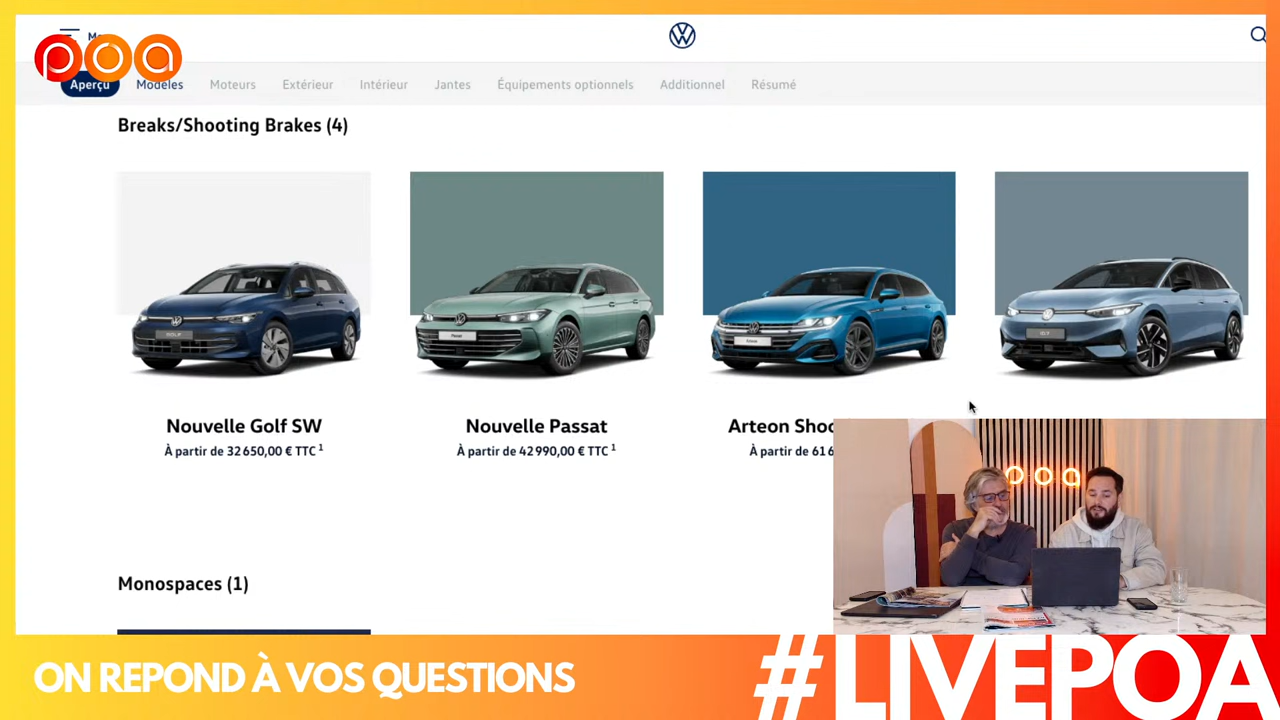 poa
Aperçu Modèles Moteurs Extérieur Intérieur Jantes Équipements optionnels Additionnel Résumé
Breaks/Shooting Brakes (4)
Nouvelle Golf SW
À partir de 32 650,00 € TTC 1
Nouvelle Passat
À partir de 42 990,00 € TTC 1
Arteon
À partir de 61 6
poa
Monospaces (1)
ON REPOND À VOS QUESTIONS
#LIVEPOA